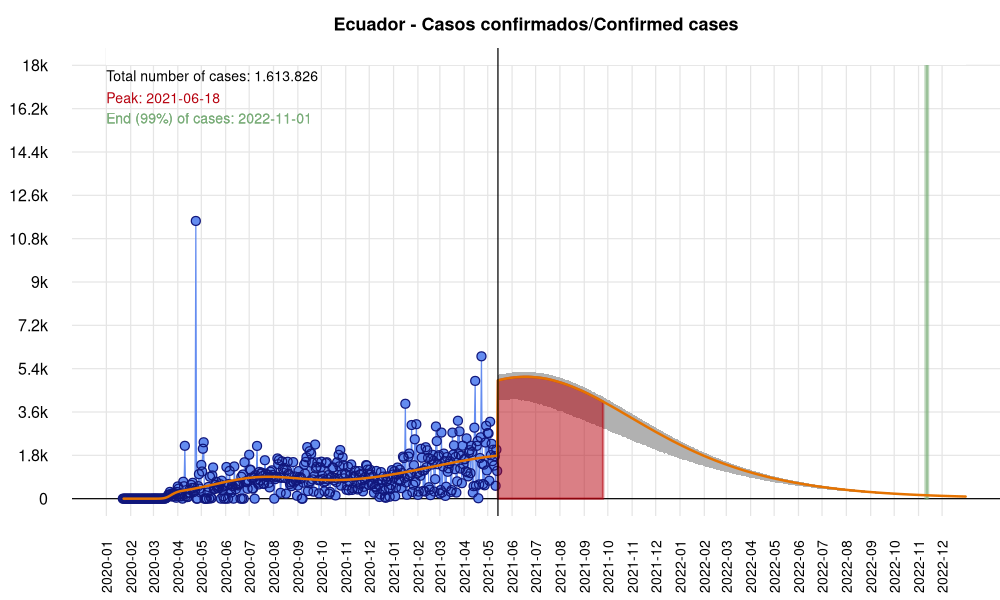 Ecuador - Casos confirmados/Confirmed cases
Total number of cases: 1.613.826
Peak: 2021-06-18
End (99%) of cases: 2022-11-01
18k
16.2k
14.4k
12.6k
10.8k
9k
7.2k
5.4k
3.6k
1.8k
0
2020-01
2020-02
2020-03
2020-04
2020-05
2020-06
2020-07
2020-08
2020-09
2020-10
2020-11
2020-12
2021-01
2021-02
2021-03
2021-04
2021-05
2021-06
2021-07
2021-08
2021-09
2021-10
2021-11
2021-12
2022-01
2022-02
2022-03
2022-04
2022-05
2022-06
2022-07
2022-08
2022-09
2022-10
2022-11
2022-12